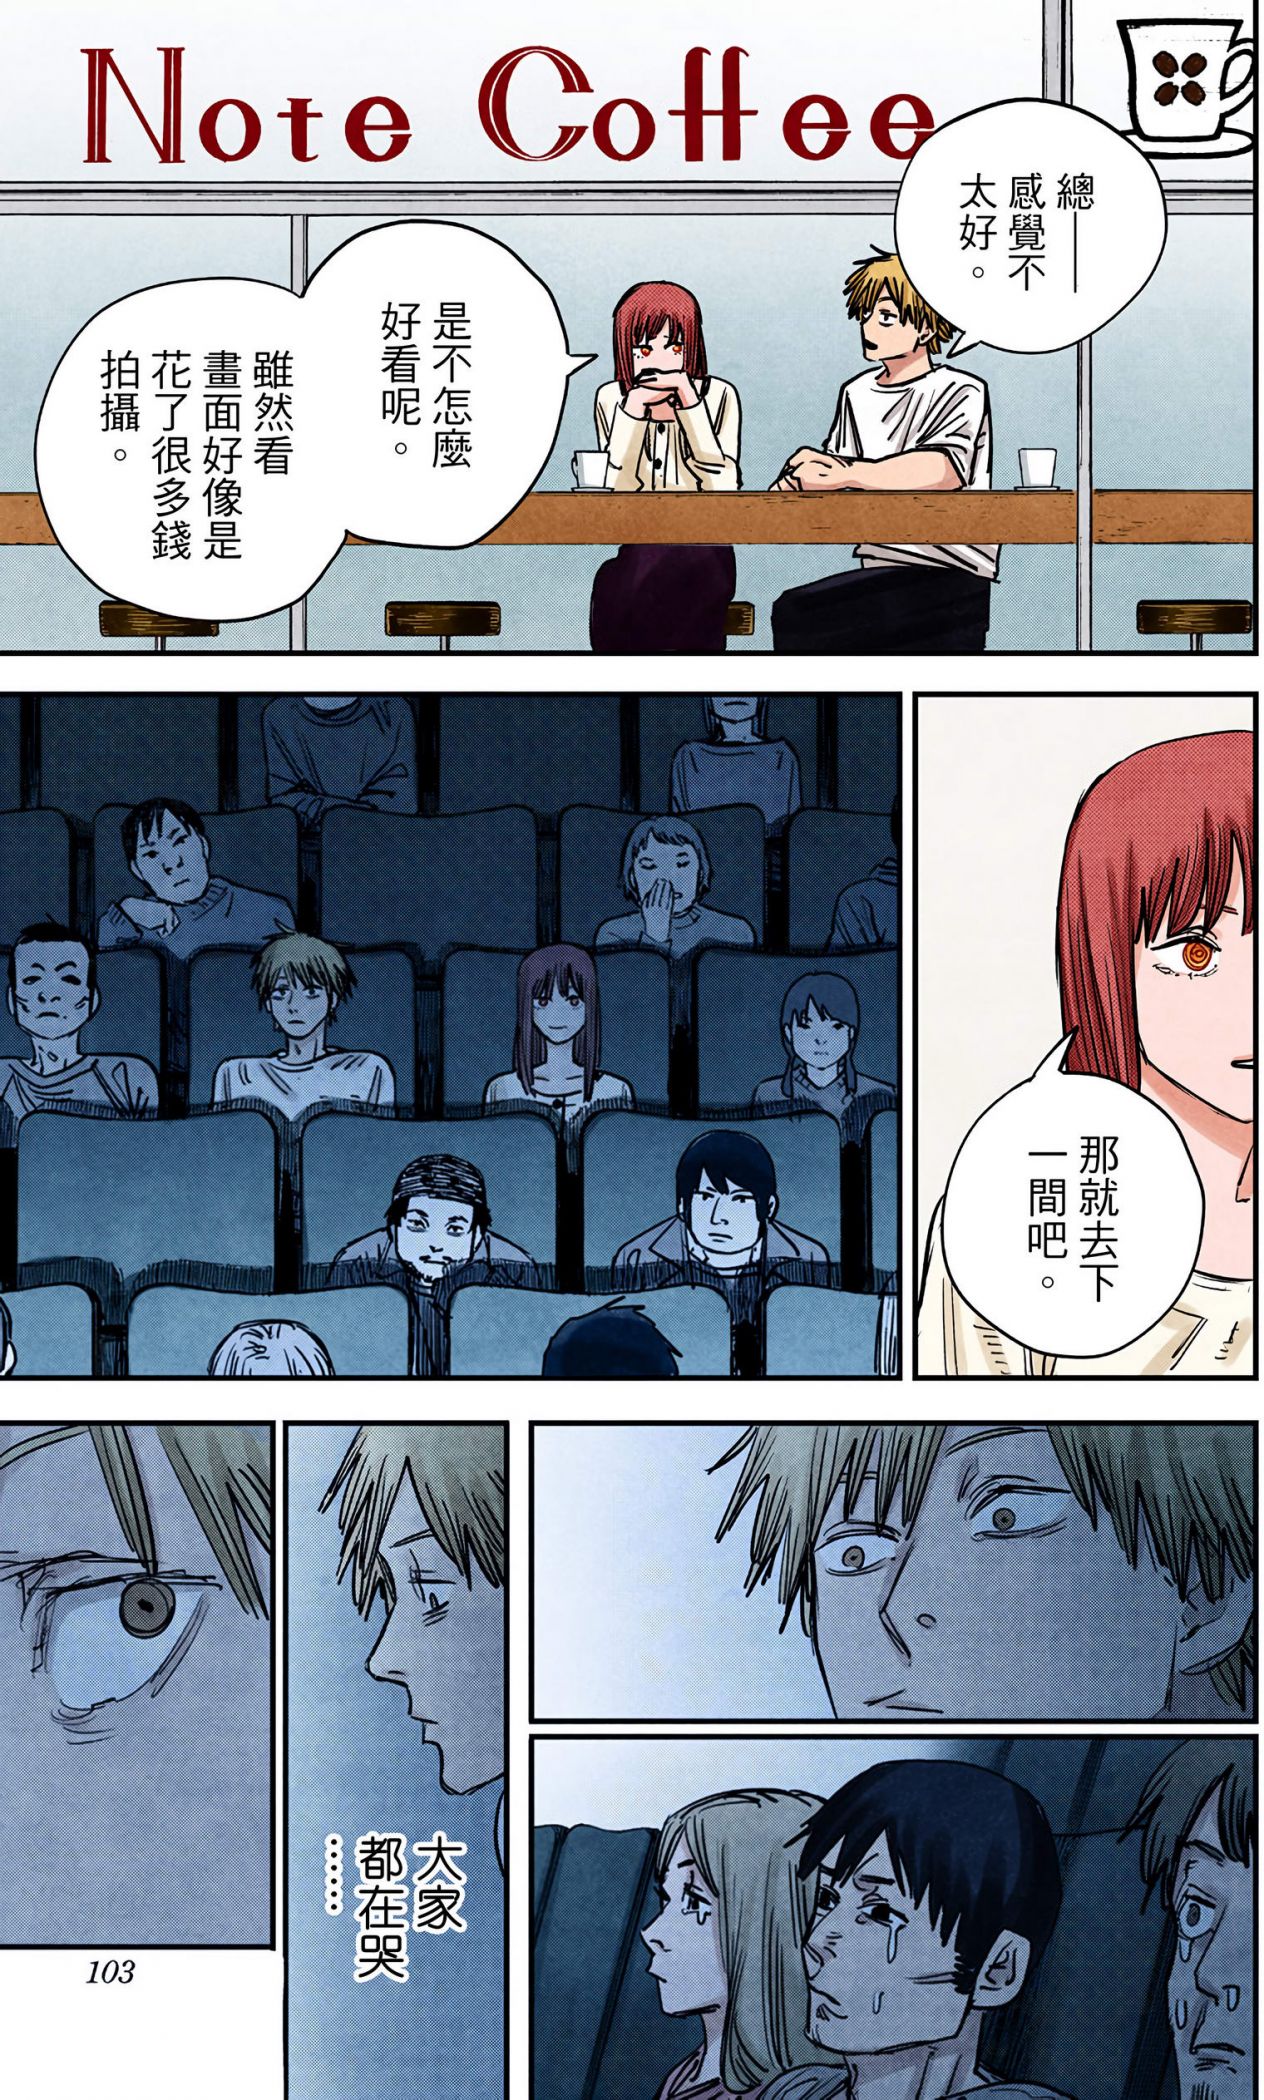 Note Coffee
總——
感覺不
太好。
是不怎麼
好看呢。
雖然看
畫面好像是
花了很多錢
拍攝。
那就去下
一間吧。
大家
都在哭
……
103